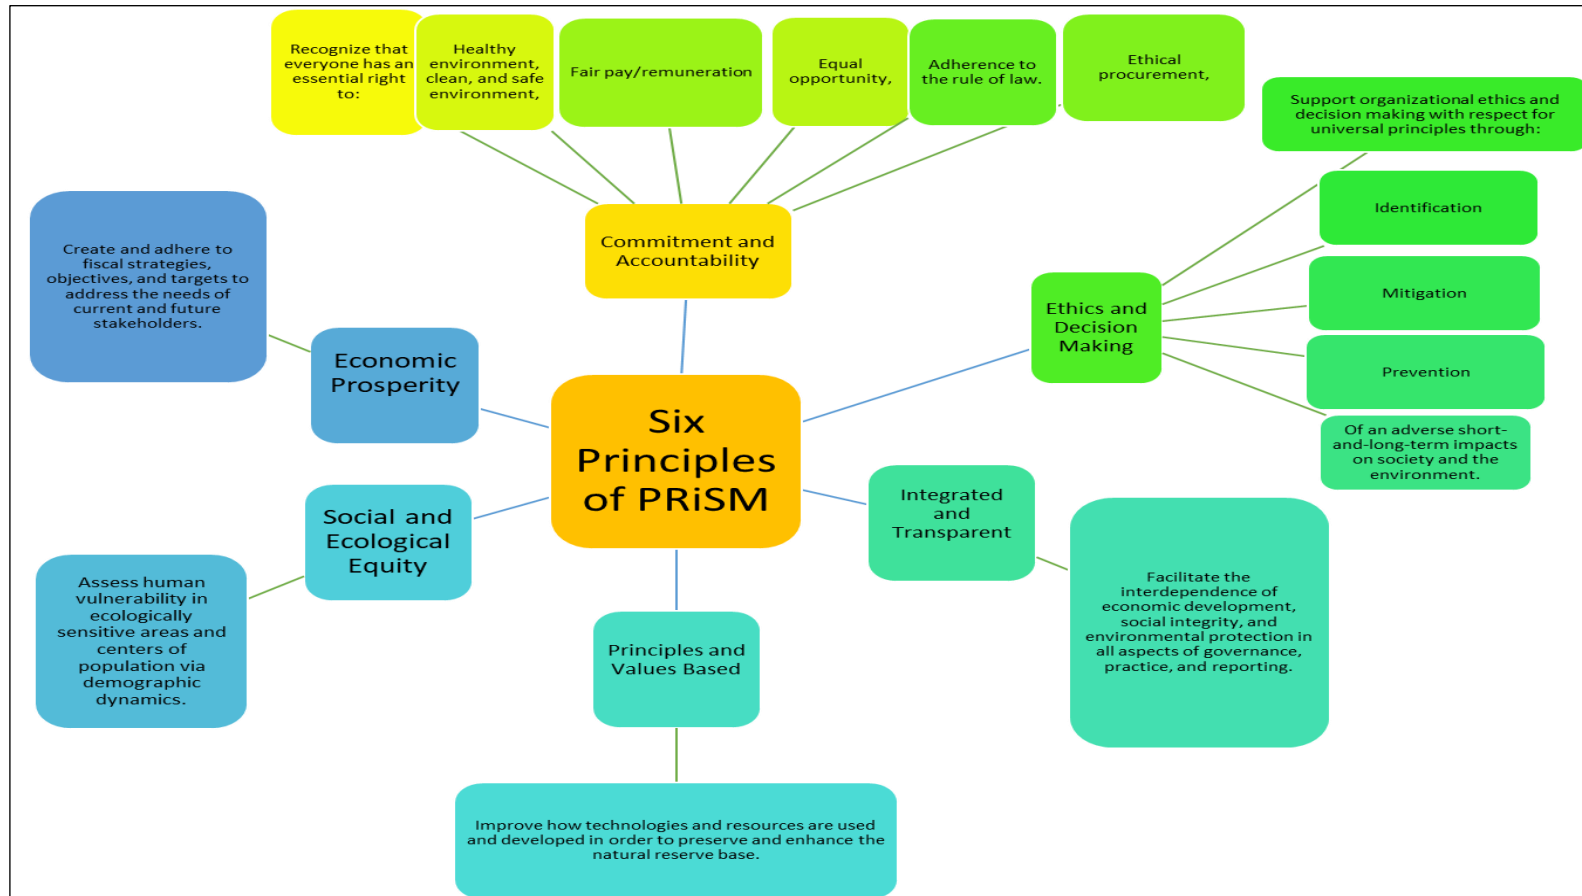 Recognize that
everyone has an
essential right
to:
Healthy
environment,
clean, and safe
environment,
Fair pay/remuneration
Equal
opportunity,
Adherence to
the rule of law.
Ethical
procurement,
Commitment and
Accountability
Support organizational ethics and
decision making with respect for
universal principles through:
Identification
Mitigation
Prevention
Of an adverse short-
and-long-term impacts
on society and the
environment.
Ethics and
Decision
Making
Create and adhere to
fiscal strategies,
objectives, and targets to
address the needs of
current and future
stakeholders.
Economic
Prosperity
Six
Principles
of PRiSM
Integrated
and
Transparent
Facilitate the
interdependence of
economic development,
social integrity, and
environmental protection in
all aspects of governance,
practice, and reporting.
Social and
Ecological
Equity
Assess human
vulnerability in
ecologically
sensitive areas and
centers of
population via
demographic
dynamics.
Principles and
Values Based
Improve how technologies and resources are used
and developed in order to preserve and enhance the
natural reserve base.